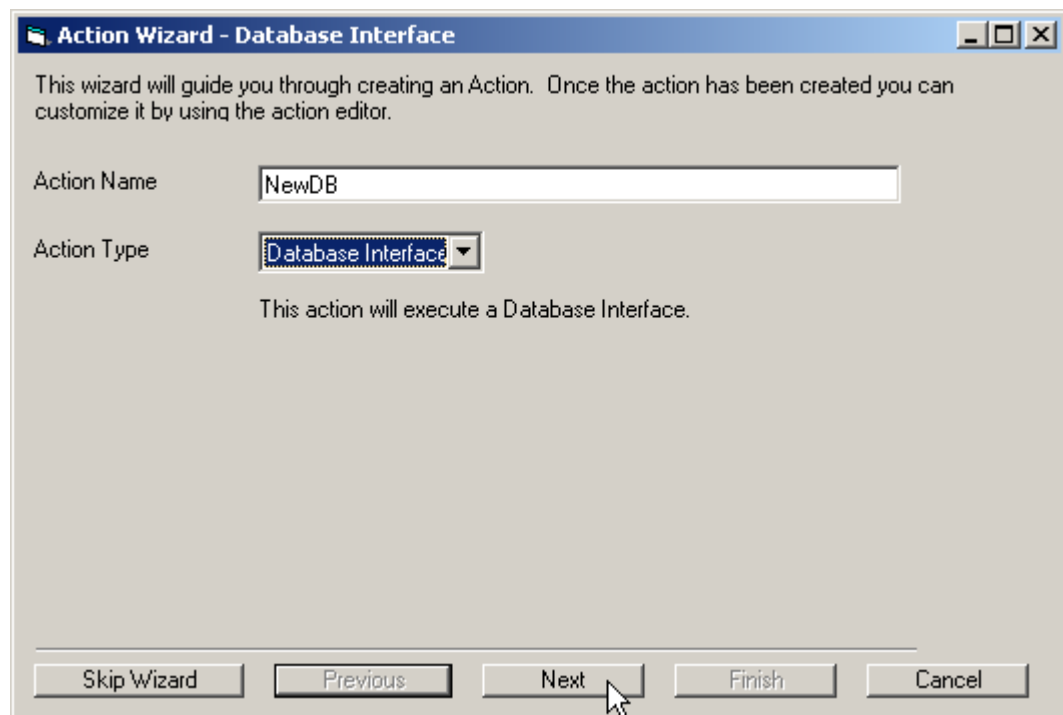 Action Wizard - Database Interface
This wizard will guide you through creating an Action. Once the action has been created you can
customize it by using the action editor.
Action Name
NewDB
Action Type
Database Interface
This action will execute a Database Interface.
Skip Wizard Previous Next Finish Cancel